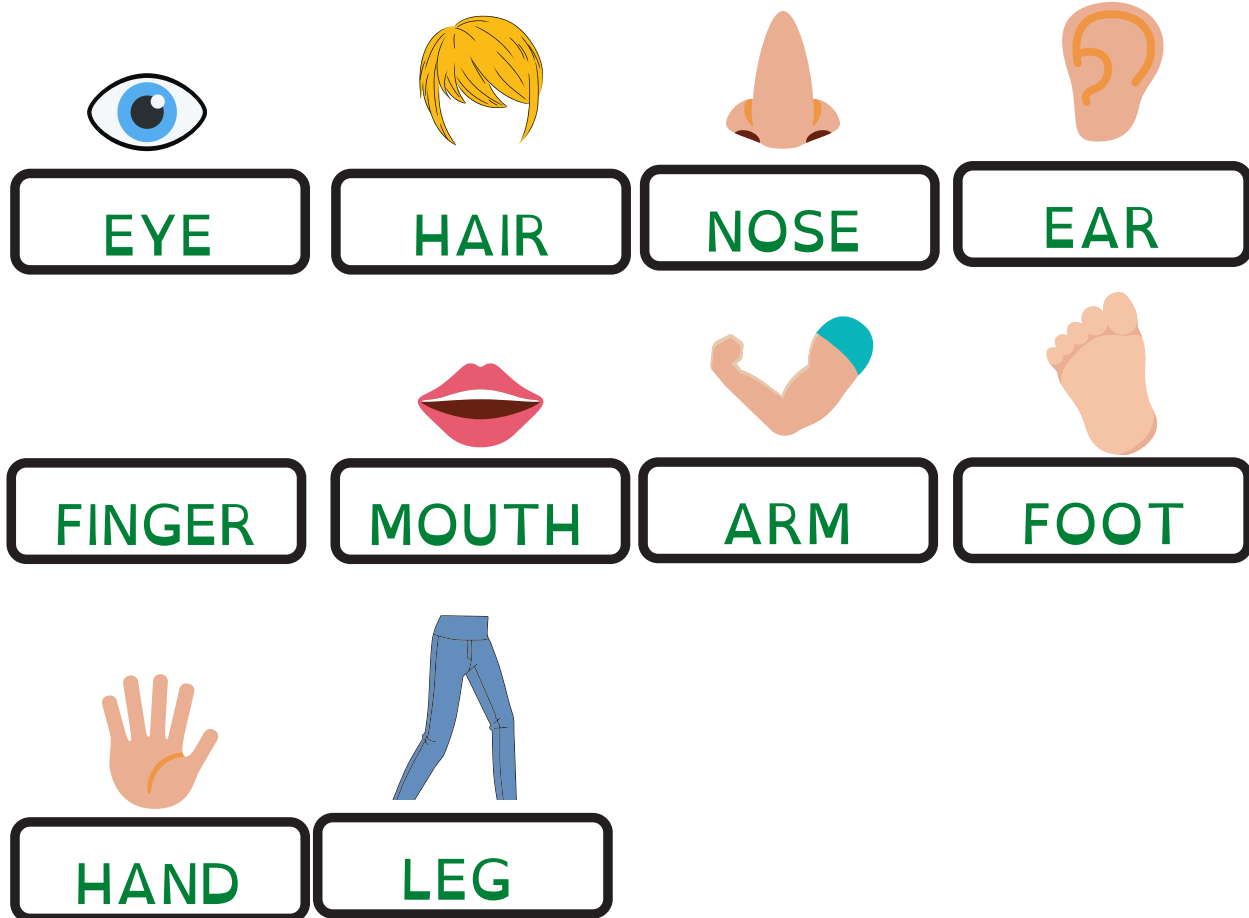 EYE
HAIR
NOSE
EAR
FINGER
MOUTH
ARM
FOOT
HAND
LEG